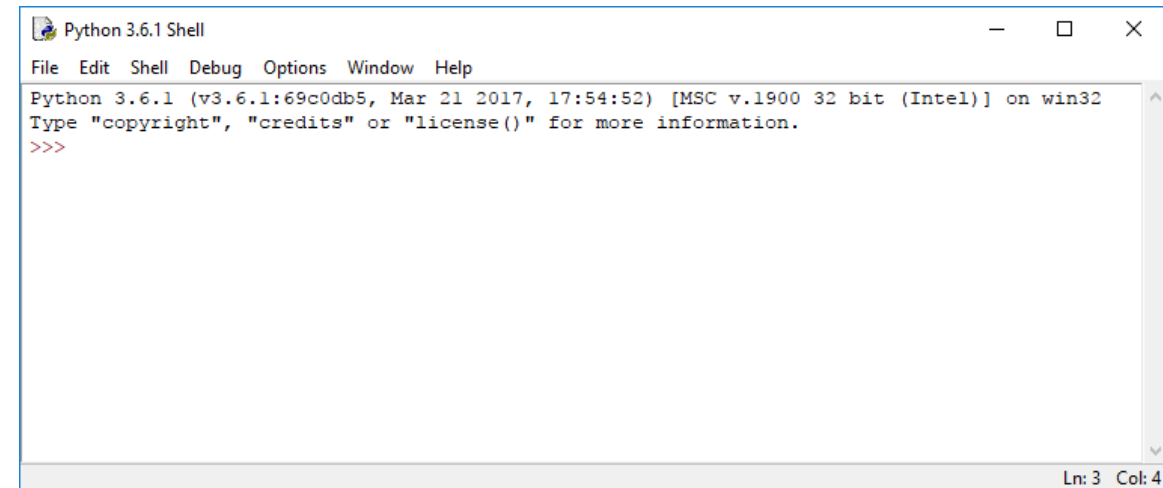 Python 3.6.1 Shell
File Edit Shell Debug Options Window Help
Python 3.6.1 (v3.6.1:69c0db5, Mar 21 2017, 17:54:52) [MSC v.1900 32 bit (Intel)] on win32
Type "copyright", "credits" or "license()" for more information.
>>>
Ln: 3 Col: 4